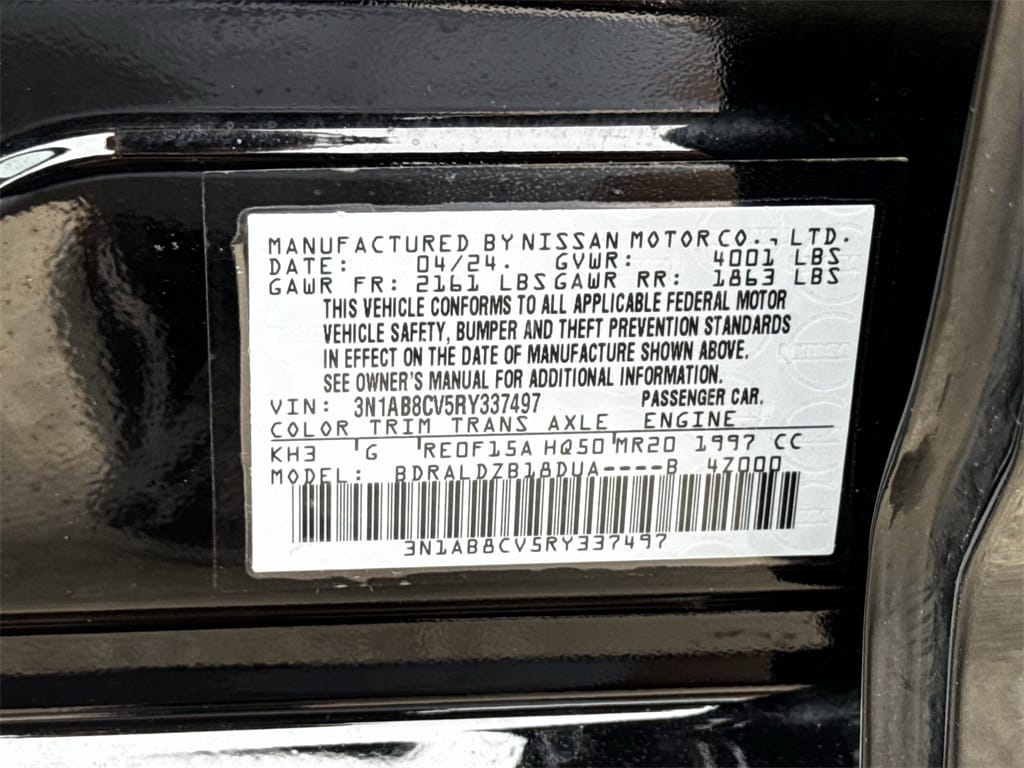 MANUFACTURED BY NISSAN MOTOR CO., LTD.
DATE: 04/24. GVWR: 4001 LBS
GAWR FR: 2161 LBS GAWR RR: 1863 LBS
THIS VEHICLE CONFORMS TO ALL APPLICABLE FEDERAL MOTOR
VEHICLE SAFETY, BUMPER AND THEFT PREVENTION STANDARDS
IN EFFECT ON THE DATE OF MANUFACTURE SHOWN ABOVE.
SEE OWNER'S MANUAL FOR ADDITIONAL INFORMATION.
VIN: 3N1AB8CV5RY337497 PASSENGER CAR.
COLOR TRIM TRANS AXLE ENGINE
KH3 G RE0F15A HQ50 MR20 1997 CC
MODEL: BDRALDZB18DUA----B 4Z000
3N1AB8CV5RY337497